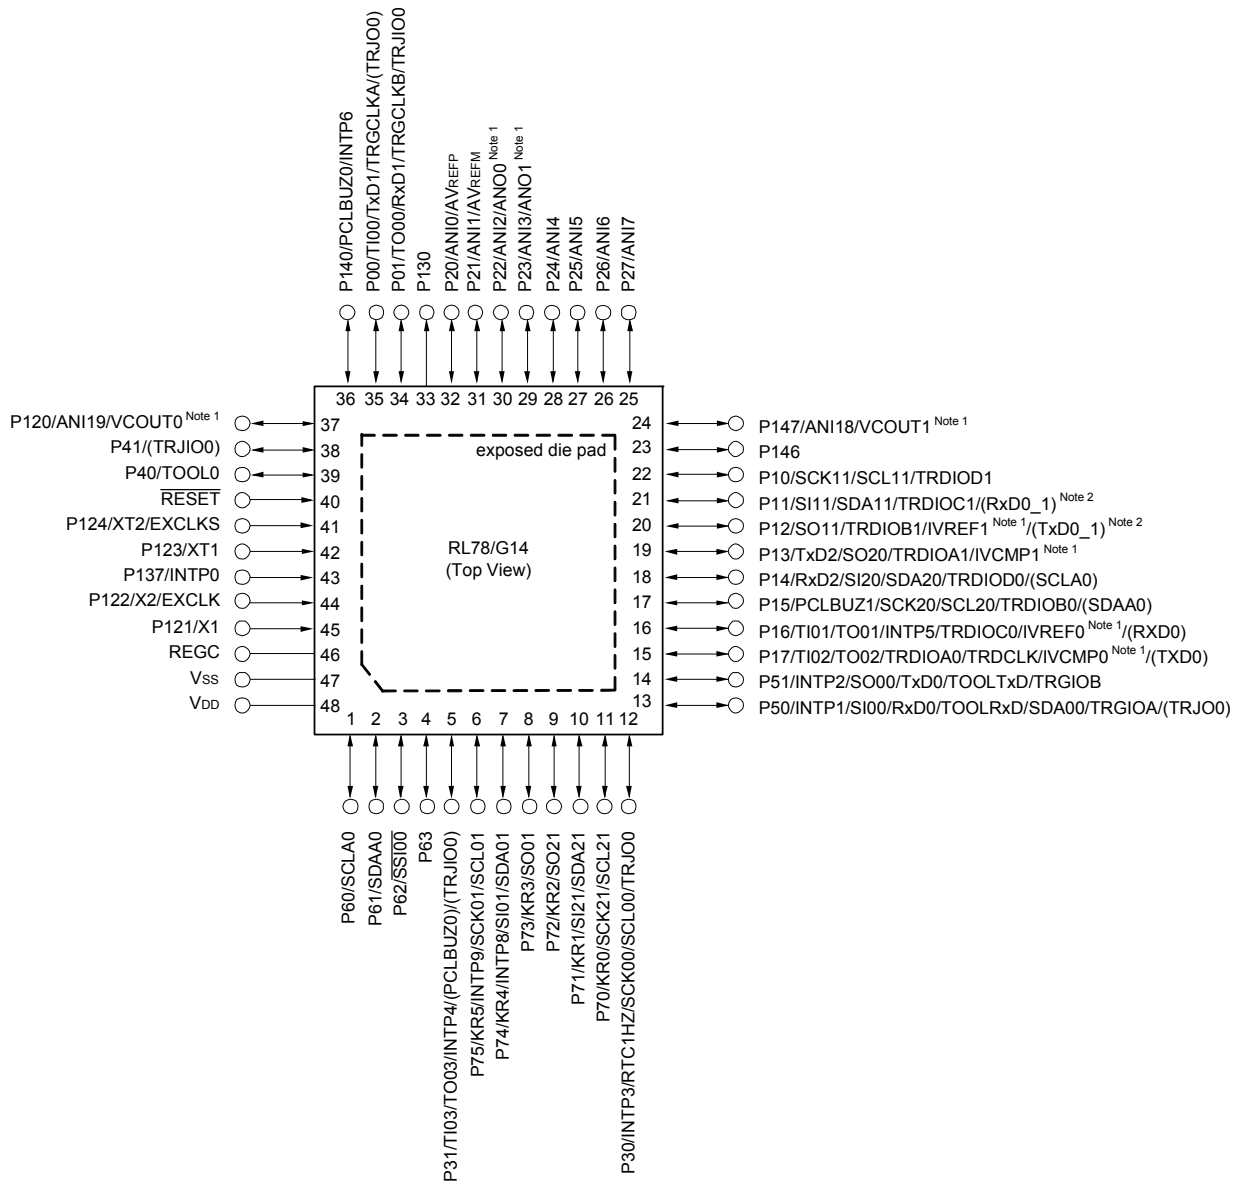 P140/PCLBUZ0/INTP6
P00/TI00/TxD1/TRGCLKA/(TRJO0)
P01/TO00/RxD1/TRGCLKB/TRJIO0
P130
P20/ANI0/AVREFP
P21/ANI1/AVREFM
P22/ANI2/ANO0 Note 1
P23/ANI3/ANO1 Note 1
P24/ANI4
P25/ANI5
P26/ANI6
P27/ANI7
36 35 34 33 32 31 30 29 28 27 26 25
P120/ANI19/VCOUT0 Note 1 37
P41/(TRJIO0) 38
P40/TOOL0 39
RESET 40
P124/XT2/EXCLKS 41
P123/XT1 42
P137/INTP0 43
P122/X2/EXCLK 44
P121/X1 45
REGC 46
VSS 47
VDD 48
exposed die pad
RL78/G14
(Top View)
24 P147/ANI18/VCOUT1 Note 1
23 P146
22 P10/SCK11/SCL11/TRDIOD1
21 P11/SI11/SDA11/TRDIOC1/(RxD0_1) Note 2
20 P12/SO11/TRDIOB1/IVREF1 Note 1/(TxD0_1) Note 2
19 P13/TxD2/SO20/TRDIOA1/IVCMP1 Note 1
18 P14/RxD2/SI20/SDA20/TRDIOD0/(SCLA0)
17 P15/PCLBUZ1/SCK20/SCL20/TRDIOB0/(SDAA0)
16 P16/TI01/TO01/INTP5/TRDIOC0/IVREF0 Note 1/(RXD0)
15 P17/TI02/TO02/TRDIOA0/TRDCLK/IVCMP0 Note 1/(TXD0)
14 P51/INTP2/SO00/TxD0/TOOLTxD/TRGIOB
13 P50/INTP1/SI00/RxD0/TOOLRxD/SDA00/TRGIOA/(TRJO0)
1 2 3 4 5 6 7 8 9 10 11 12
P60/SCLA0
P61/SDAA0
P62/SSI00
P63
P31/TI03/TO03/INTP4/(PCLBUZ0)/(TRJIO0)
P75/KR5/INTP9/SCK01/SCL01
P74/KR4/INTP8/SI01/SDA01
P73/KR3/SO01
P72/KR2/SO21
P71/KR1/SI21/SDA21
P70/KR0/SCK21/SCL21
P30/INTP3/RTC1HZ/SCK00/SCL00/TRJO0